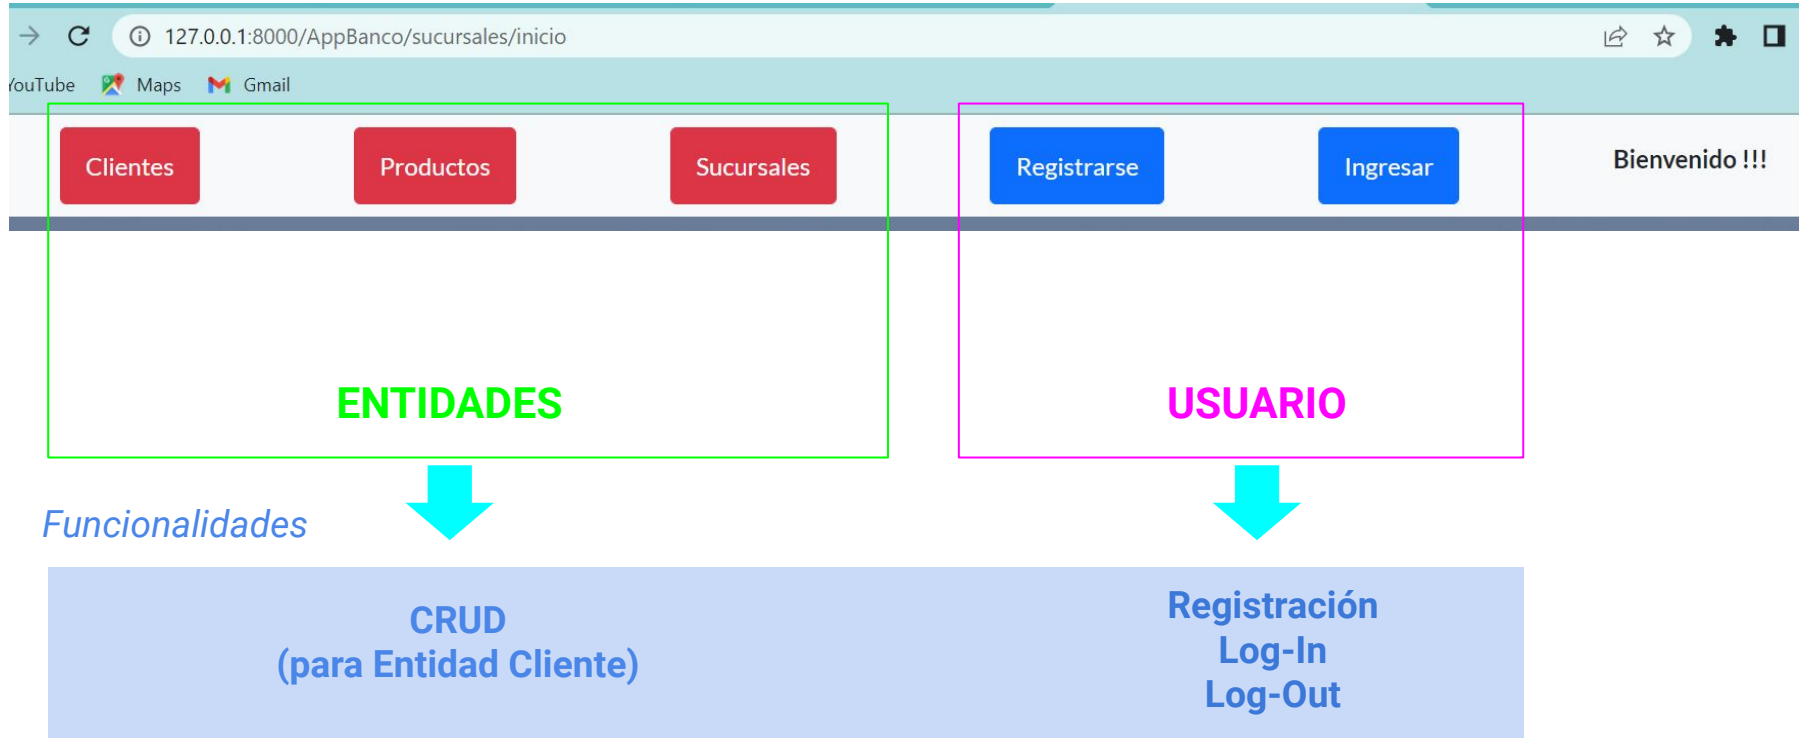 127.0.0.1:8000/AppBanco/sucursales/inicio
YouTube Maps Gmail
Clientes Productos Sucursales Registrarse Ingresar Bienvenido !!!
ENTIDADES USUARIO
Funcionalidades
CRUD
(para Entidad Cliente)
Registración
Log-In
Log-Out